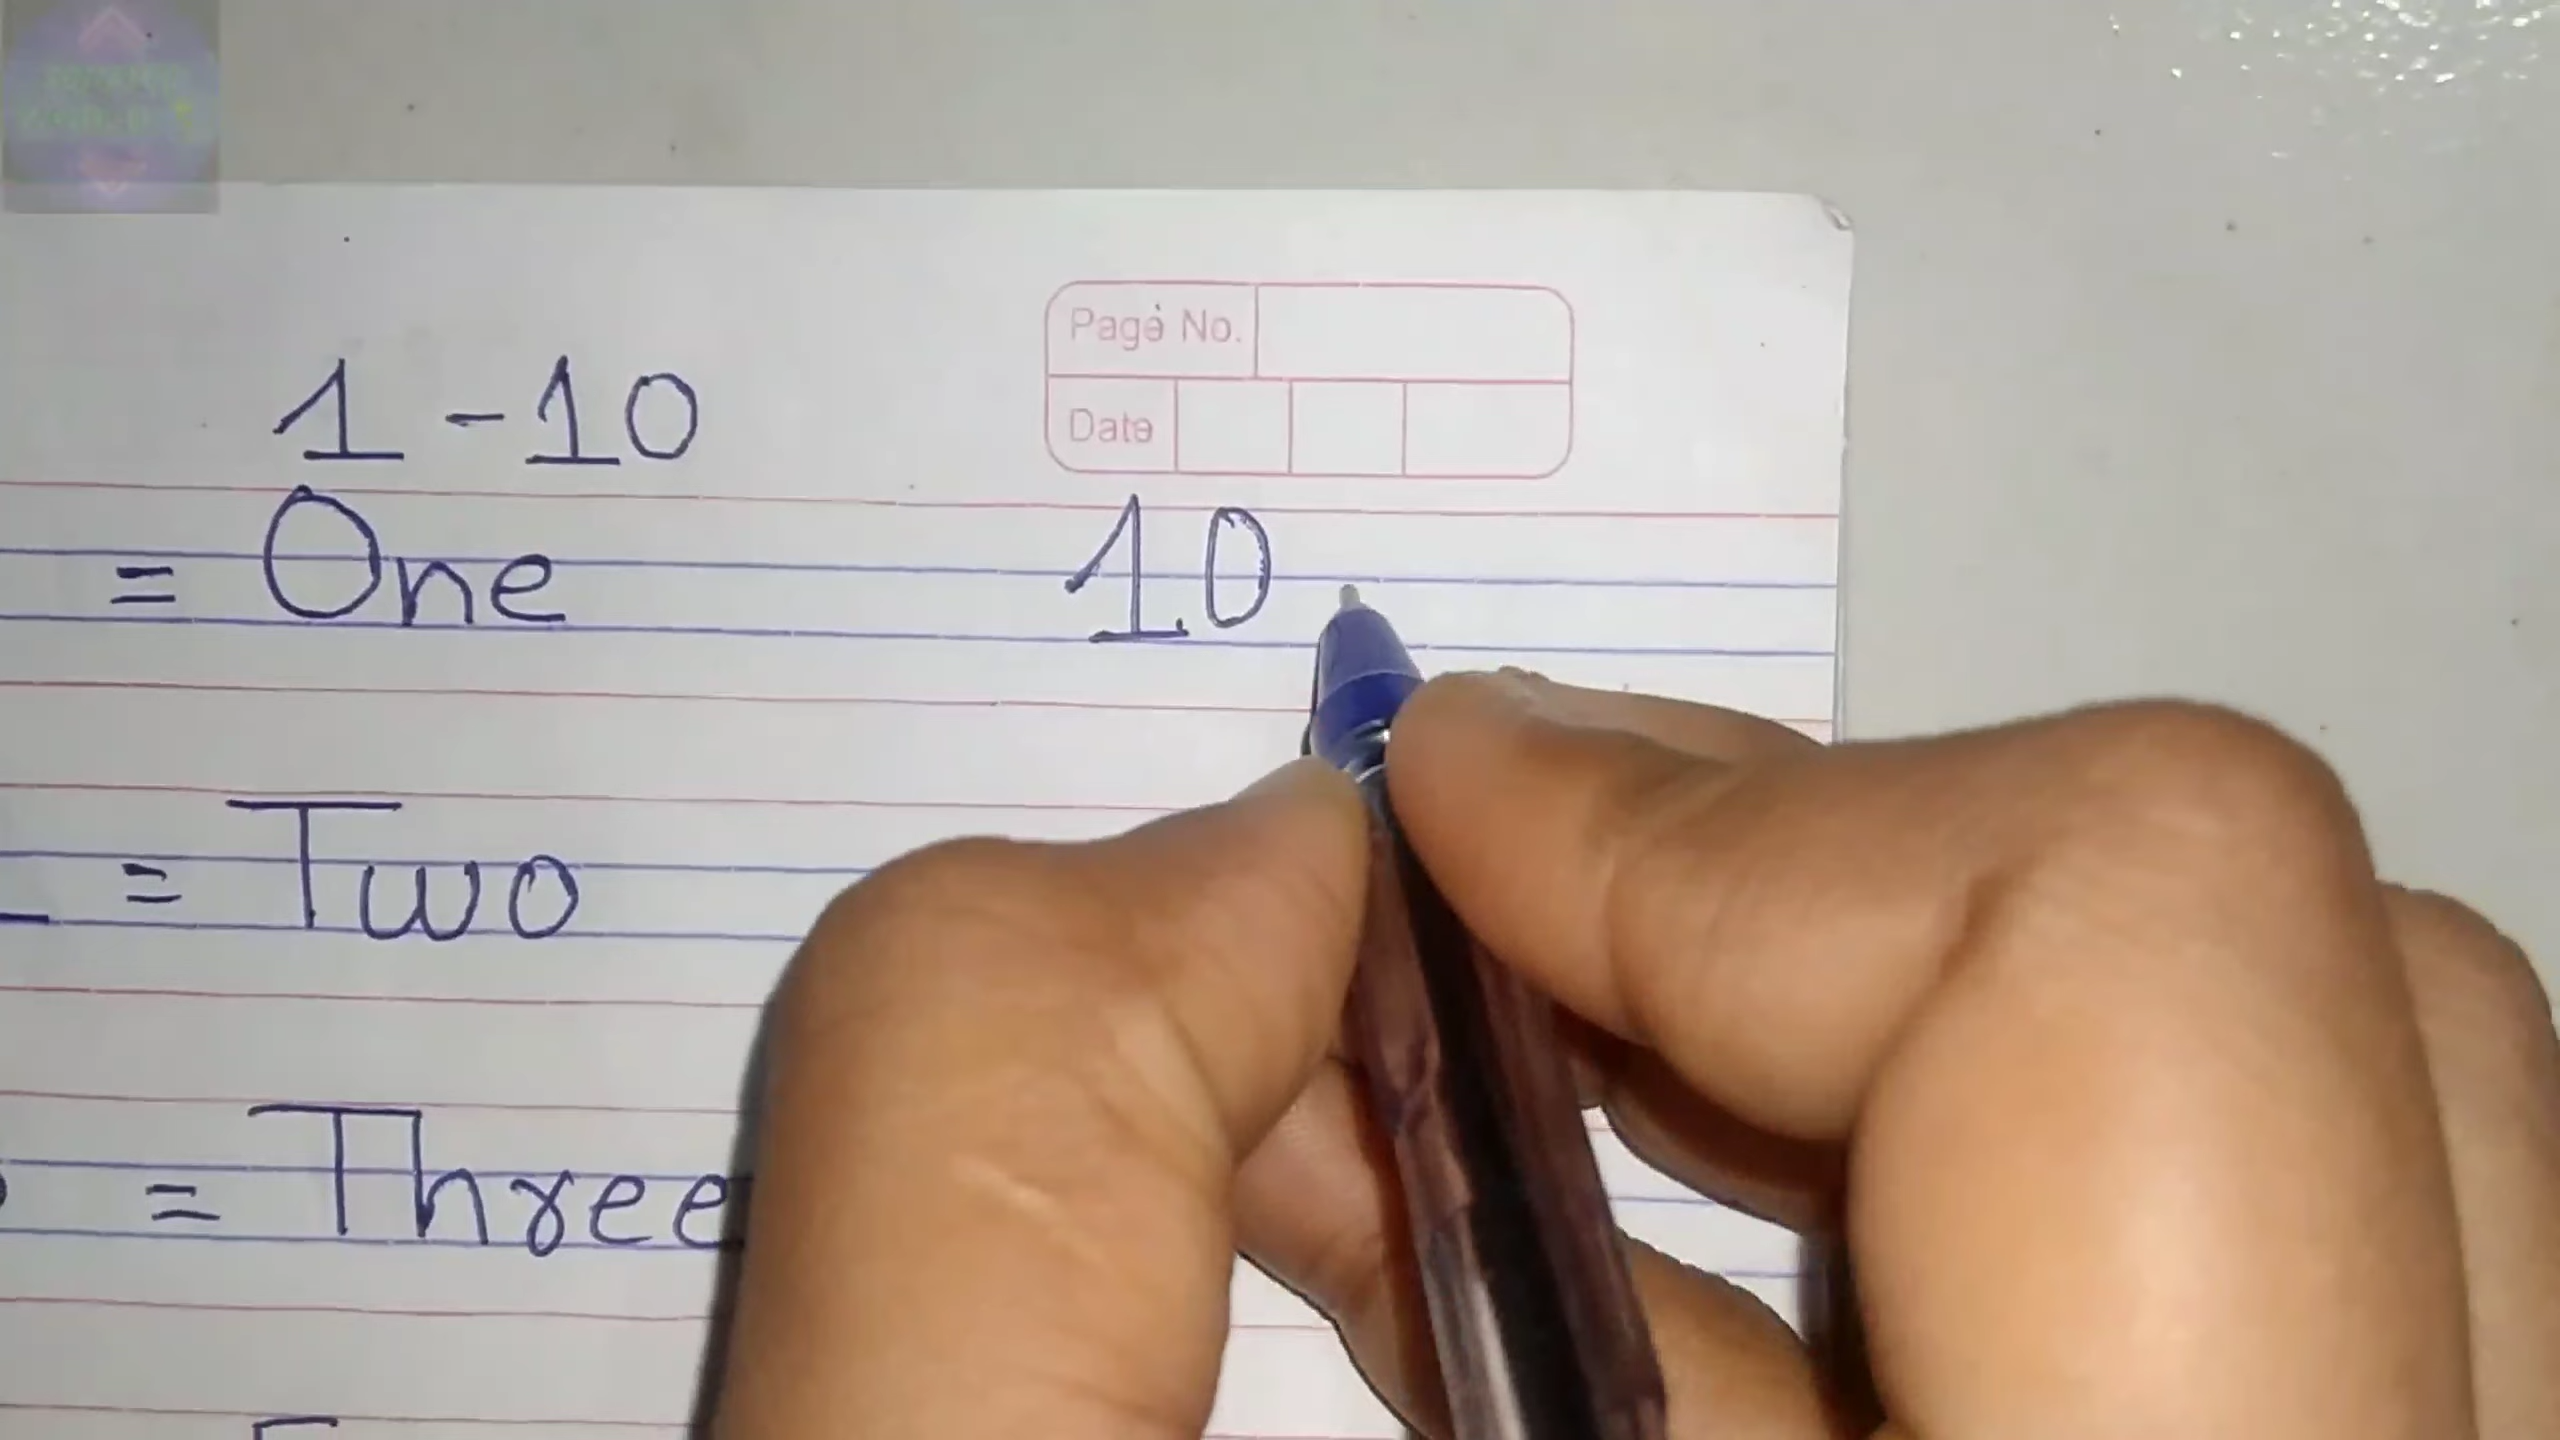 Page No.
1 - 10
Date
= One 10
= Two
= Three